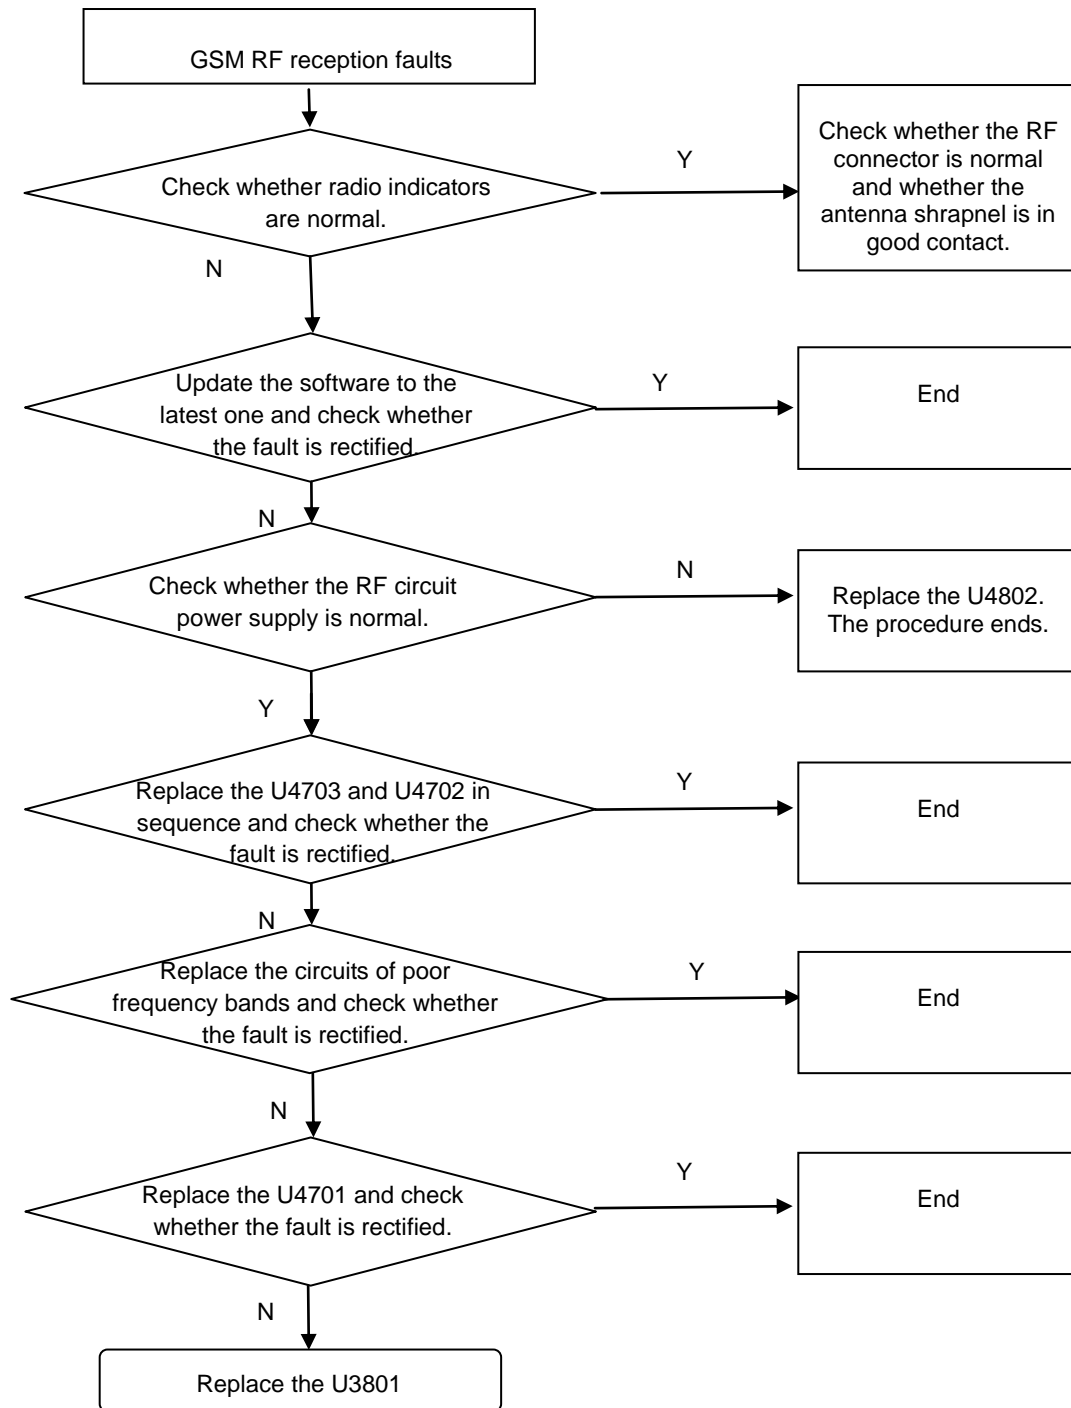 GSM RF reception faults
Check whether radio indicators
are normal.
Y
Check whether the RF
connector is normal
and whether the
antenna shrapnel is in
good contact.
N
Update the software to the
latest one and check whether
the fault is rectified.
Y
End
N
Check whether the RF circuit
power supply is normal.
N
Replace the U4802.
The procedure ends.
Y
Replace the U4703 and U4702 in
sequence and check whether the
fault is rectified.
Y
End
N
Replace the circuits of poor
frequency bands and check whether
the fault is rectified.
Y
End
N
Replace the U4701 and check
whether the fault is rectified.
Y
End
N
Replace the U3801